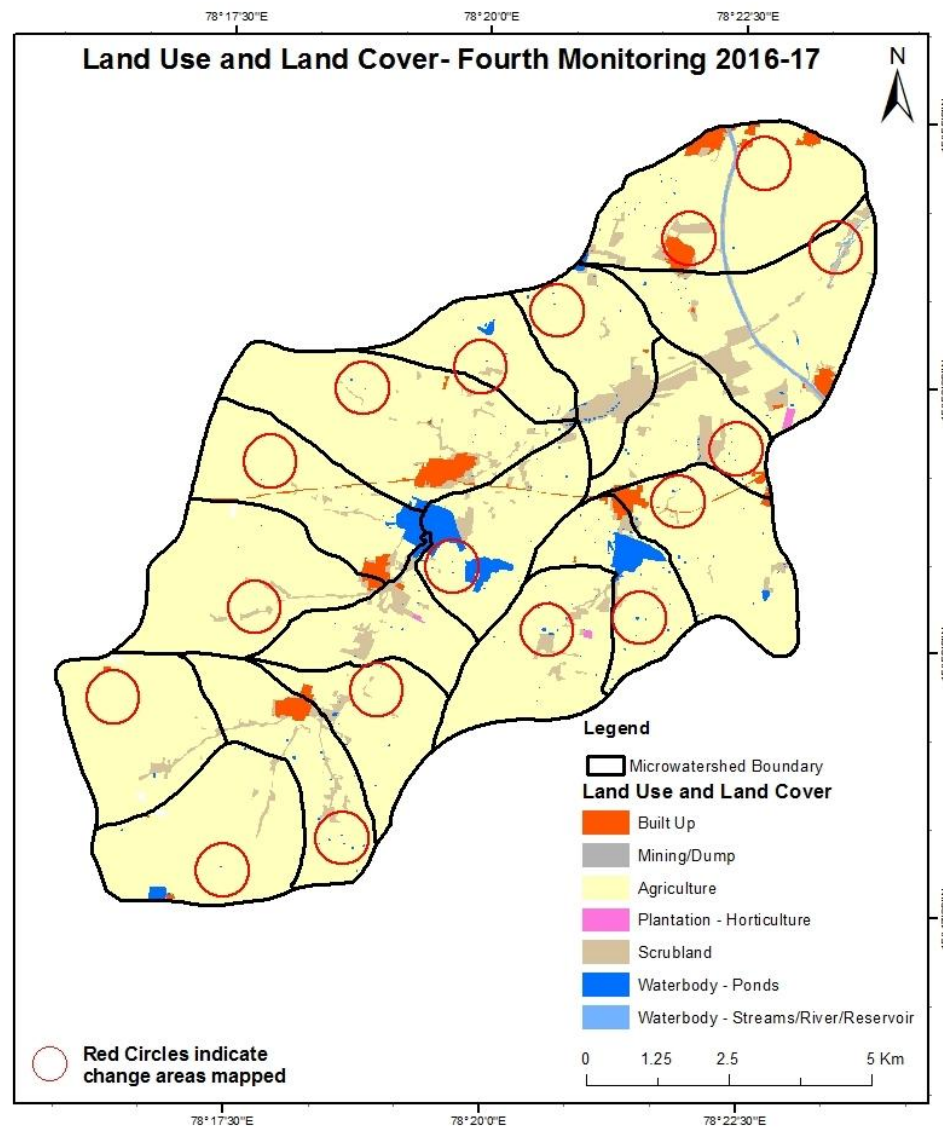 78°17'30"E 78°20'0"E 78°22'30"E
Land Use and Land Cover- Fourth Monitoring 2016-17
N
Legend
Microwatershed Boundary
Land Use and Land Cover
Built Up
Mining/Dump
Agriculture
Plantation - Horticulture
Scrubland
Waterbody - Ponds
Waterbody - Streams/River/Reservoir
0 1.25 2.5 5 Km
Red Circles indicate
change areas mapped
78°17'30"E 78°20'0"E 78°22'30"E